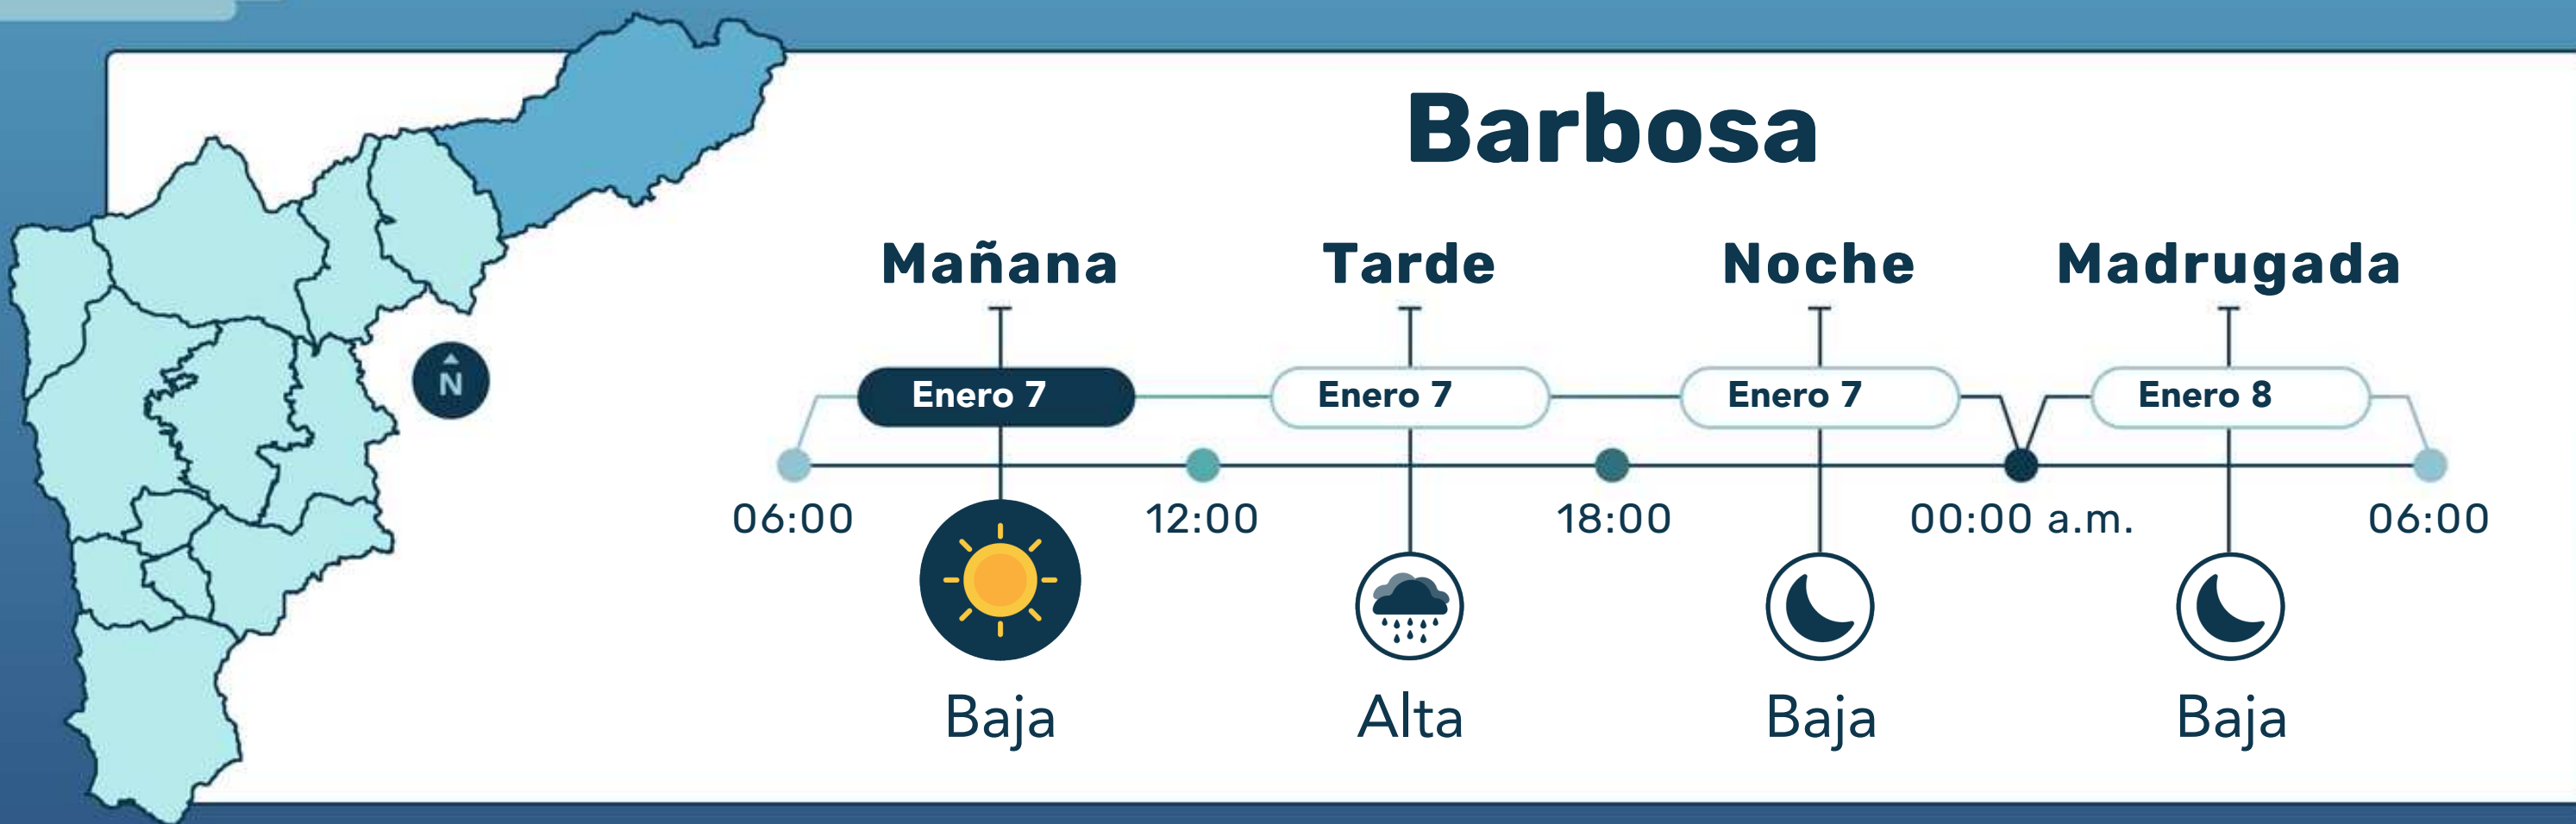 Barbosa
Mañana Tarde Noche Madrugada
Enero 7 Enero 7 Enero 7 Enero 8
N
06:00 12:00 18:00 00:00 a.m. 06:00
Baja Alta Baja Baja